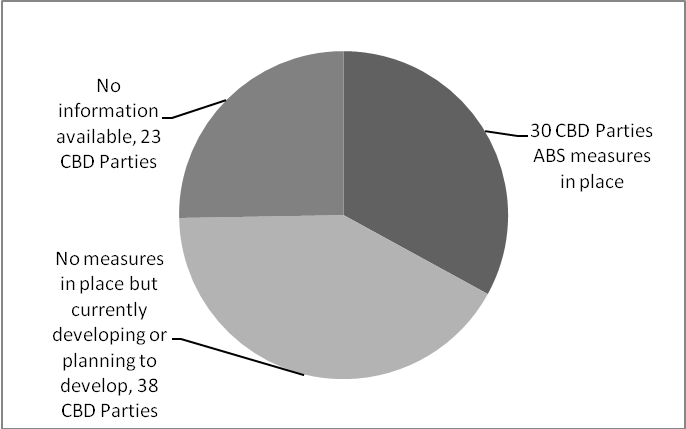 No
information
available, 23
CBD Parties
30 CBD Parties
ABS measures
in place
No measures
in place but
currently
developing or
planning to
develop, 38
CBD Parties